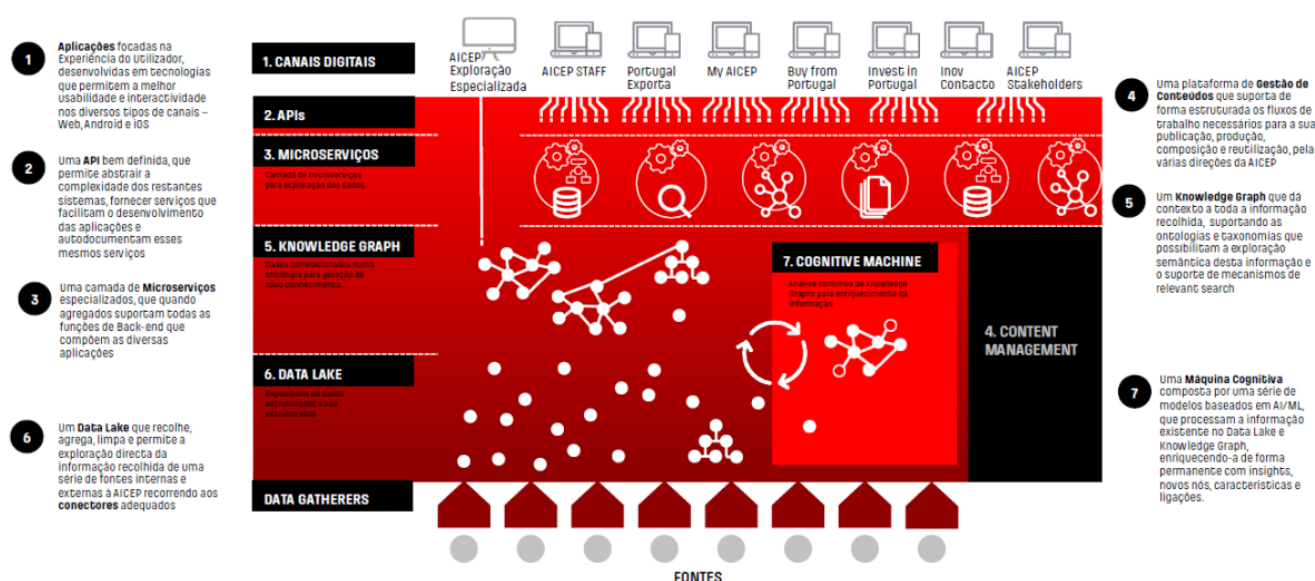 1
Aplicações focadas na
Experiência do Utilizador,
desenvolvidas em tecnologias
que permitem a melhor
usabilidade e interactividade
nos diversos tipos de canais –
Web, Android e iOS
2
Uma API bem definida, que
permite abstrair a
complexidade dos restantes
sistemas, fornecer serviços que
facilitam o desenvolvimento
das aplicações e
autodocumentam esses
mesmos serviços
3
Uma camada de Microserviços
especializados, que quando
agregados suportam todas as
funções de Back-end que
compõem as diversas
aplicações
6
Um Data Lake que recolhe,
agrega, limpa e permite a
exploração directa da
informação recolhida de uma
série de fontes internas e
externas à AICEP recorrendo aos
conectores adequados
1. CANAIS DIGITAIS
AICEP
Exploração
Especializada
AICEP STAFF
Portugal
Exporta
My AICEP
Buy from
Portugal
Invest in
Portugal
Inov
Contacto
AICEP
Stakeholders
2. APIs
3. MICROSERVIÇOS
Camada de microserviços
para exploração dos dados.
5. KNOWLEDGE GRAPH
Dados correlacionados numa
ontologia para geração de
novo conhecimento.
7. COGNITIVE MACHINE
Análise contínua do Knowledge
Graphs para enriquecimento da
informação.
4. CONTENT
MANAGEMENT
6. DATA LAKE
Repositório de dados
estruturados e não
estruturados
DATA GATHERERS
FONTES
4
Uma plataforma de Gestão de
Conteúdos que suporta de
forma estruturada os fluxos de
trabalho necessários para a sua
publicação, produção,
composição e reutilização, pela
várias direções da AICEP
5
Um Knowledge Graph que dá
contexto a toda a informação
recolhida, suportando as
ontologias e taxonomias que
possibilitam a exploração
semântica desta informação e
o suporte de mecanismos de
relevant search
7
Uma Máquina Cognitiva
composta por uma série de
modelos baseados em AI/ML,
que processam a informação
existente no Data Lake e
Knowledge Graph,
enriquecendo-a de forma
permanente com insights,
novos nós, características e
ligações.